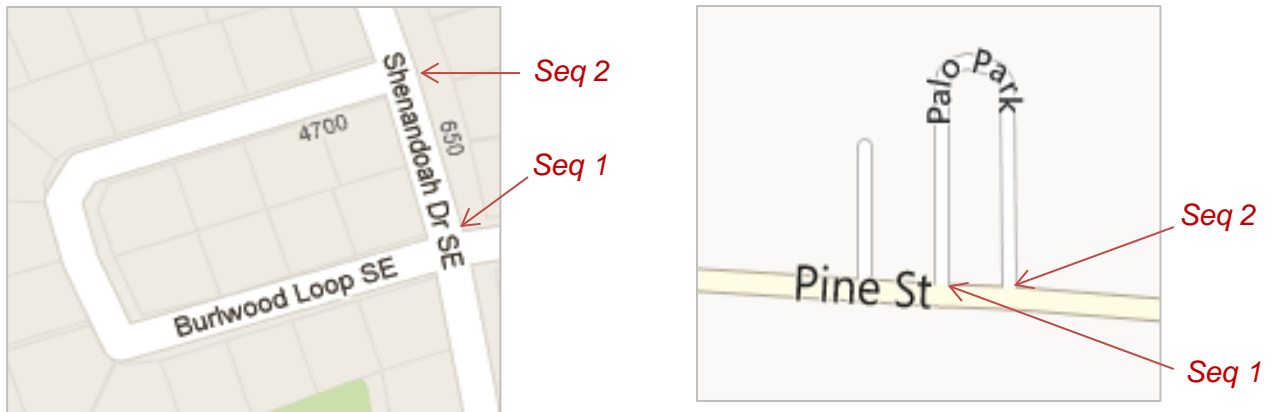 Shenandoah Dr SE
Seq 2
4700
650
Seq 1
Burlwood Loop SE
Palo Park
Pine St
Seq 2
Seq 1